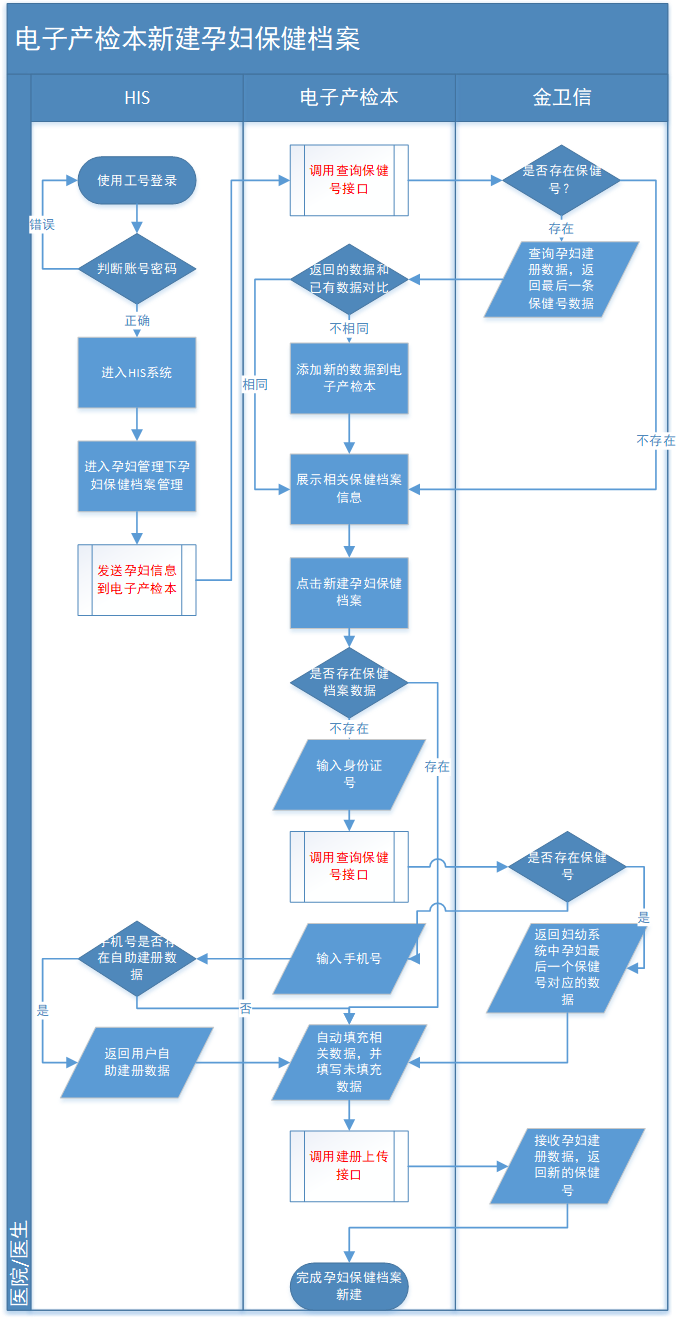 电子产检本新建孕妇保健档案
HIS
电子产检本
金卫信
使用工号登录
错误
判断账号密码
正确
进入HIS系统
进入孕妇管理下孕
妇保健档案管理
发送孕妇信息
到电子产检本
调用查询保健
号接口
是否存在保健
号?
存在
不存在
查询孕妇建
册数据，返
回最后一条
保健号数据
返回的数据和
已有数据对比
不相同
相同
添加新的数据到电
子产检本
展示相关保健档案
信息
点击新建孕妇保健
档案
是否存在保健
档案数据
不存在
存在
输入身份证
号
调用查询保健
号接口
是否存在保健
号
是
返回妇幼系
统中孕妇最
后一个保健
号对应的数
据
输入手机号
手机号是否存
在自助建册数
据
是
否
返回用户自
助建册数据
自动填充相
关数据，并
填写未填充
数据
调用建册上传
接口
接收孕妇建
册数据，返
回新的保健
号
完成孕妇保健档案
新建
医院/医生